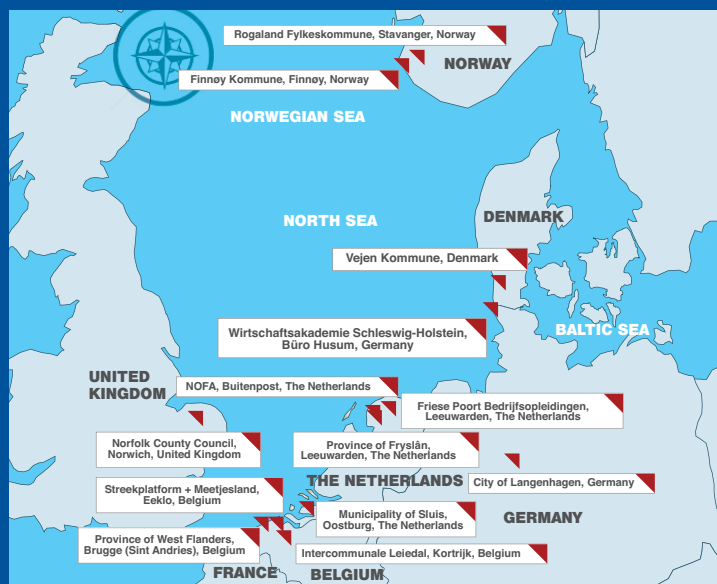 Rogaland Fylkeskommune, Stavanger, Norway
NORWAY
Finnøy Kommune, Finnøy, Norway
NORWEGIAN SEA
NORTH SEA
DENMARK
Vejen Kommune, Denmark
Wirtschaftsakademie Schleswig-Holstein,
Büro Husum, Germany
BALTIC SEA
UNITED
KINGDOM
NOFA, Buitenpost, The Netherlands
Friese Poort Bedrijfsopleidingen,
Leeuwarden, The Netherlands
Norfolk County Council,
Norwich, United Kingdom
Province of Fryslân,
Leeuwarden, The Netherlands
THE NETHERLANDS
City of Langenhagen, Germany
Streekplatform + Meetjesland,
Eeklo, Belgium
Municipality of Sluis,
Oostburg, The Netherlands
GERMANY
Province of West Flanders,
Brugge (Sint Andries), Belgium
Intercommunale Leiedal, Kortrijk, Belgium
FRANCE
BELGIUM